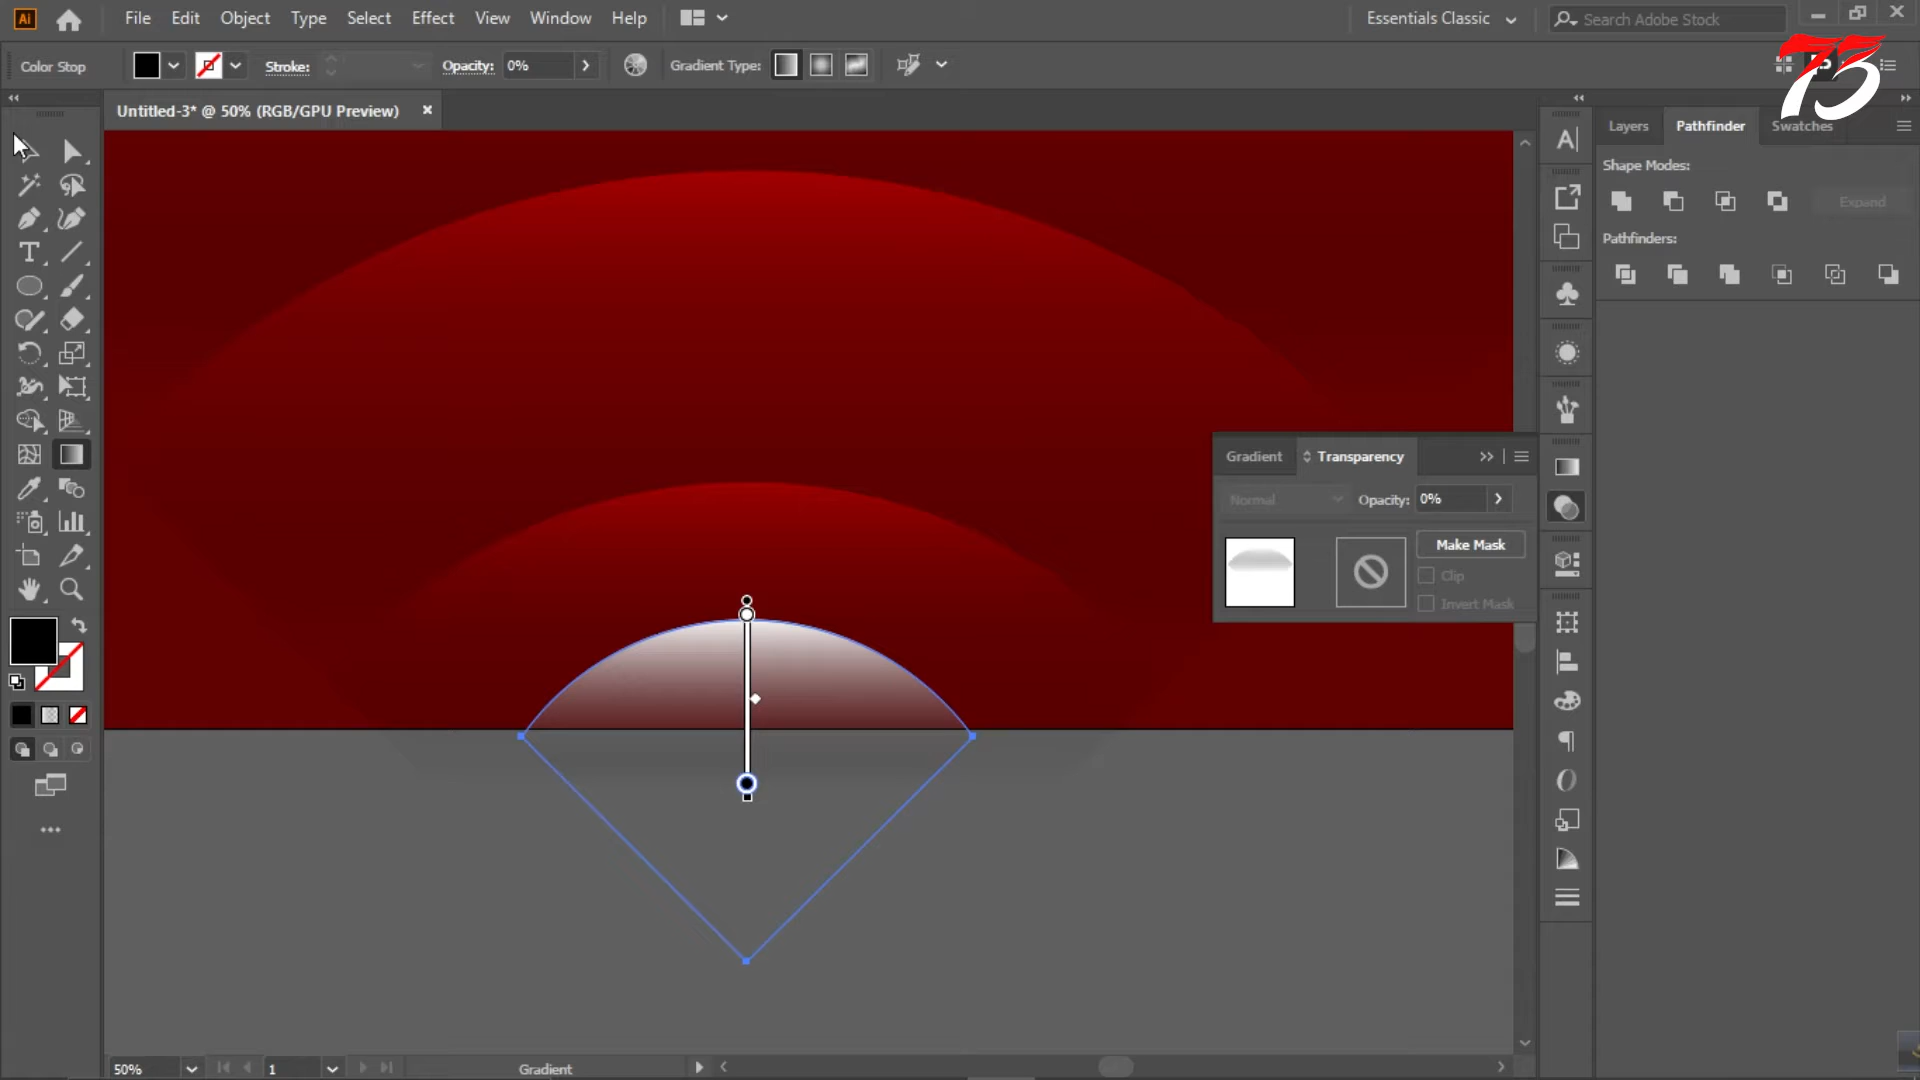 Ai File Edit Object Type Select Effect View Window Help Essentials Classic Search Adobe Stock
Color Stop Stroke: Opacity: 0% Gradient Type:
Untitled-3* @ 50% (RGB/GPU Preview)
Layers Pathfinder Swatches
Shape Modes:
Expand
Pathfinders:
Gradient Transparency
Normal Opacity: 0%
Make Mask
Clip
Invert Mask
50% 1 Gradient